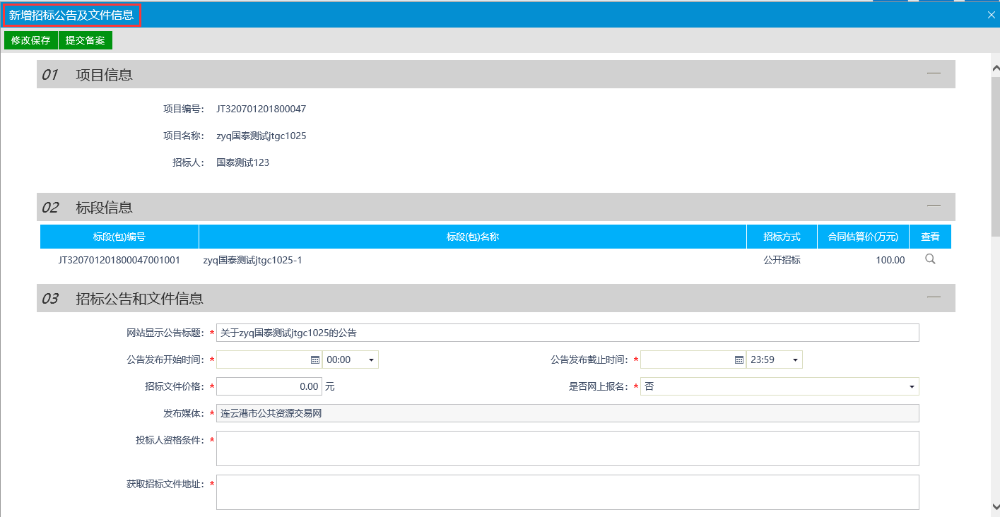 新增招标公告及文件信息
修改保存 提交备案
01 项目信息
项目编号： JT320701201800047
项目名称： zyq国泰测试jtgc1025
招标人： 国泰测试123
02 标段信息
标段(包)编号 标段(包)名称 招标方式 合同估算价(万元) 查看
JT320701201800047001001 zyq国泰测试jtgc1025-1 公开招标 100.00
03 招标公告和文件信息
网站显示公告标题：* 关于zyq国泰测试jtgc1025的公告
公告发布开始时间：* 00:00 公告发布截止时间：* 23:59
招标文件价格：* 0.00 元 是否网上报名：* 否
发布媒体：* 连云港市公共资源交易网
投标人资格条件：*
获取招标文件地址：*